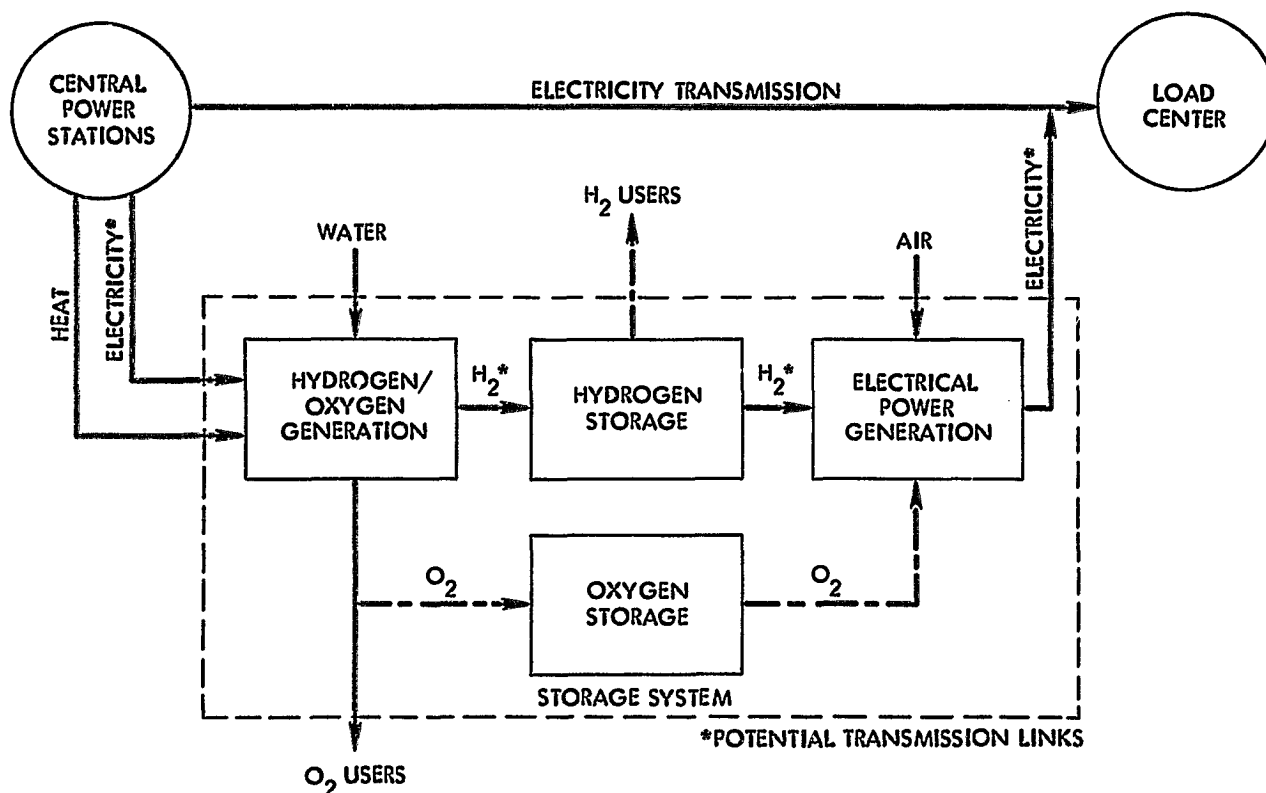 CENTRAL
POWER
STATIONS
ELECTRICITY TRANSMISSION
LOAD
CENTER
HEAT
ELECTRICITY*
WATER
H₂ USERS
AIR
ELECTRICITY*
HYDROGEN/
OXYGEN
GENERATION
H₂*
HYDROGEN
STORAGE
H₂*
ELECTRICAL
POWER
GENERATION
O₂
OXYGEN
STORAGE
O₂
STORAGE SYSTEM
*POTENTIAL TRANSMISSION LINKS
O₂ USERS